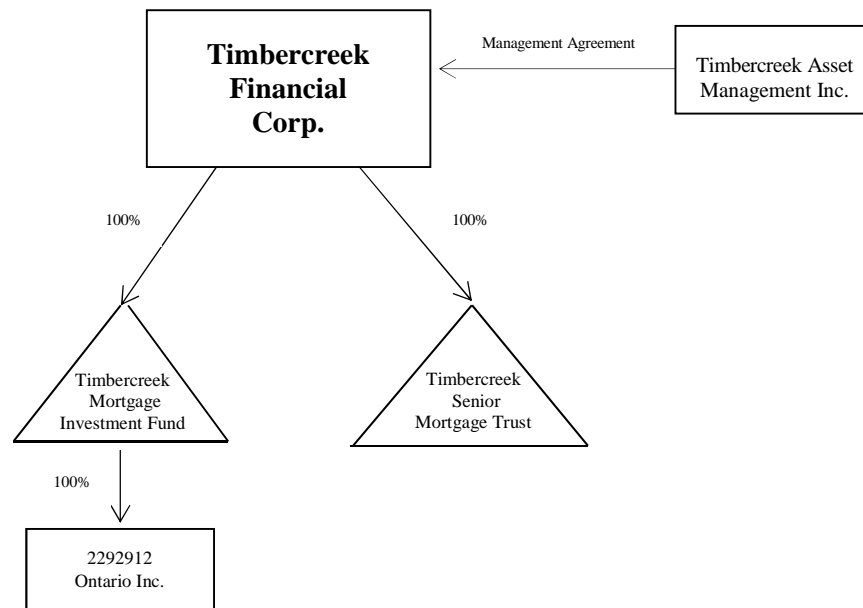 Timbercreek
Financial
Corp.
Management Agreement
Timbercreek Asset
Management Inc.
100%
100%
Timbercreek
Mortgage
Investment Fund
Timbercreek
Senior
Mortgage Trust
100%
2292912
Ontario Inc.